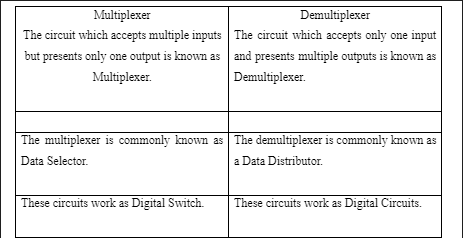 Multiplexer
The circuit which accepts multiple inputs
but presents only one output is known as
Multiplexer.
Demultiplexer
The circuit which accepts only one input
and presents multiple outputs is known as
Demultiplexer.
The multiplexer is commonly known as
Data Selector.
The demultiplexer is commonly known as
a Data Distributor.
These circuits work as Digital Switch.
These circuits work as Digital Circuits.